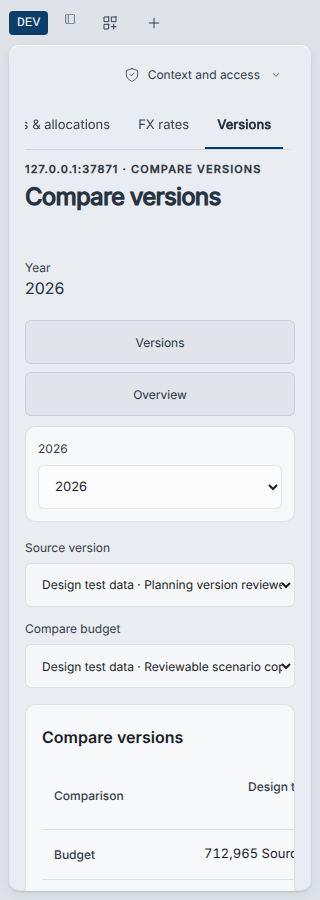 DEV
Context and access
s & allocations FX rates Versions
127.0.0.1:37871 · COMPARE VERSIONS
Compare versions
Year
2026
Versions
Overview
2026
2026
Source version
Design test data · Planning version reviewe
Compare budget
Design test data · Reviewable scenario cop
Compare versions
Design t
Comparison
Budget 712,965 Sourc